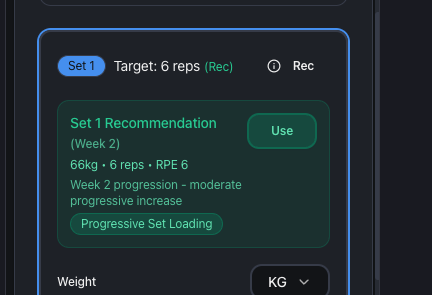 Set 1 Target: 6 reps (Rec) Rec
Set 1 Recommendation
Use
(Week 2)
66kg • 6 reps • RPE 6
Week 2 progression - moderate
progressive increase
Progressive Set Loading
Weight KG